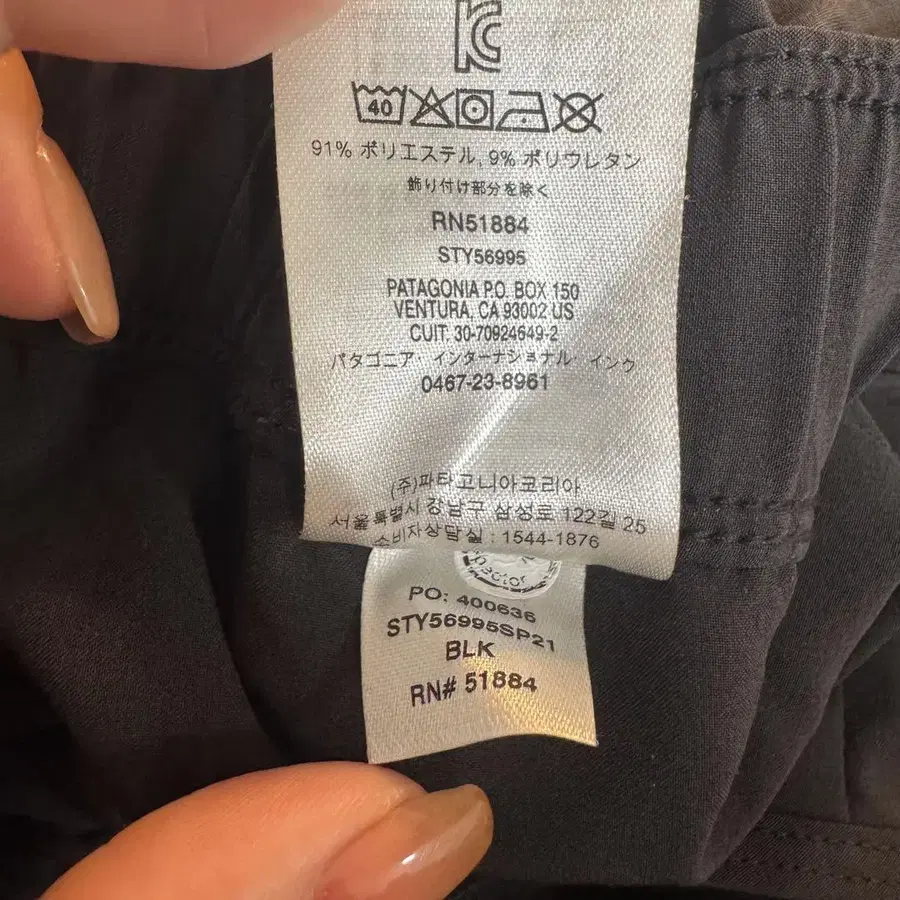 40
91% ポリエステル, 9% ポリウレタン
飾り付け部分を除く
RN51884
STY56995
PATAGONIA P.O. BOX 150
VENTURA, CA 93002 US
CUIT. 30-70924649-2
パタゴニア・インターナショナル・インク
0467-23-8961
(주)파타고니아코리아
서울특별시 강남구 삼성로 122길 25
소비자상담실 : 1544-1876
PO: 400636
STY56995SP21
BLK
RN# 51884